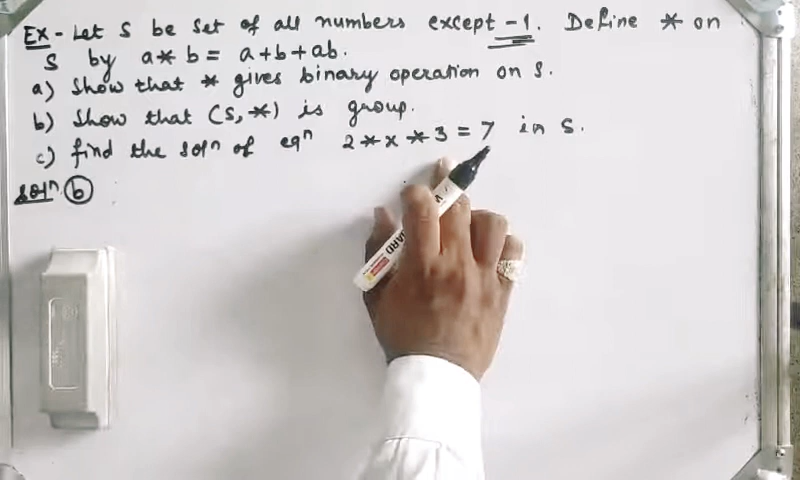 Ex- Let S be set of all numbers except -1. Define * on
S by a * b = a+b+ab.
a) Show that * gives binary operation on S.
b) Show that (S, *) is group.
c) find the solⁿ of eqⁿ 2 * x * 3 = 7 in S.
Solⁿ (b)